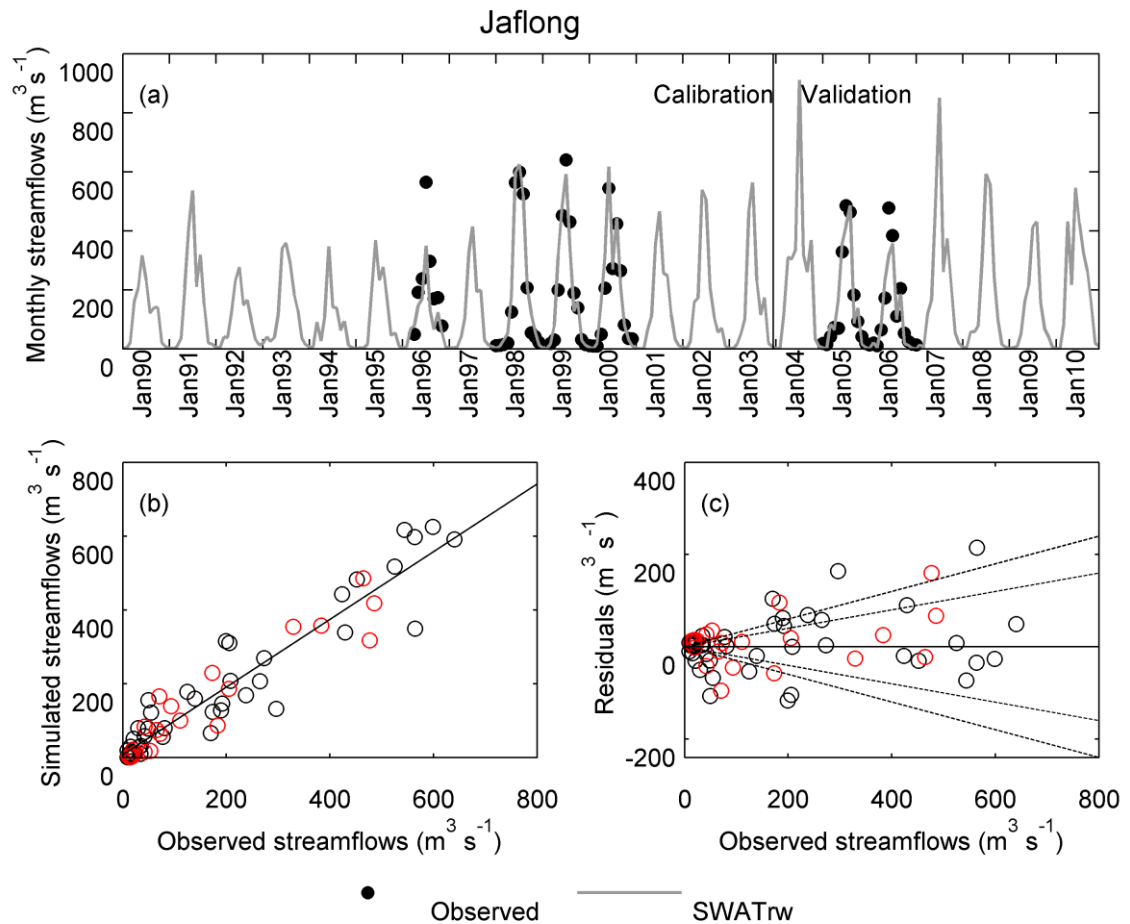 Jaflong
Monthly streamflows (m³ s⁻¹)
1000
800
600
400
200
0
(a)
Calibration
Validation
Jan90
Jan91
Jan92
Jan93
Jan94
Jan95
Jan96
Jan97
Jan98
Jan99
Jan00
Jan01
Jan02
Jan03
Jan04
Jan05
Jan06
Jan07
Jan08
Jan09
Jan10
Simulated streamflows (m³ s⁻¹)
800
600
400
200
0
(b)
0 200 400 600 800
Observed streamflows (m³ s⁻¹)
Residuals (m³ s⁻¹)
400
200
0
-200
(c)
0 200 400 600 800
Observed streamflows (m³ s⁻¹)
Observed
SWATrw